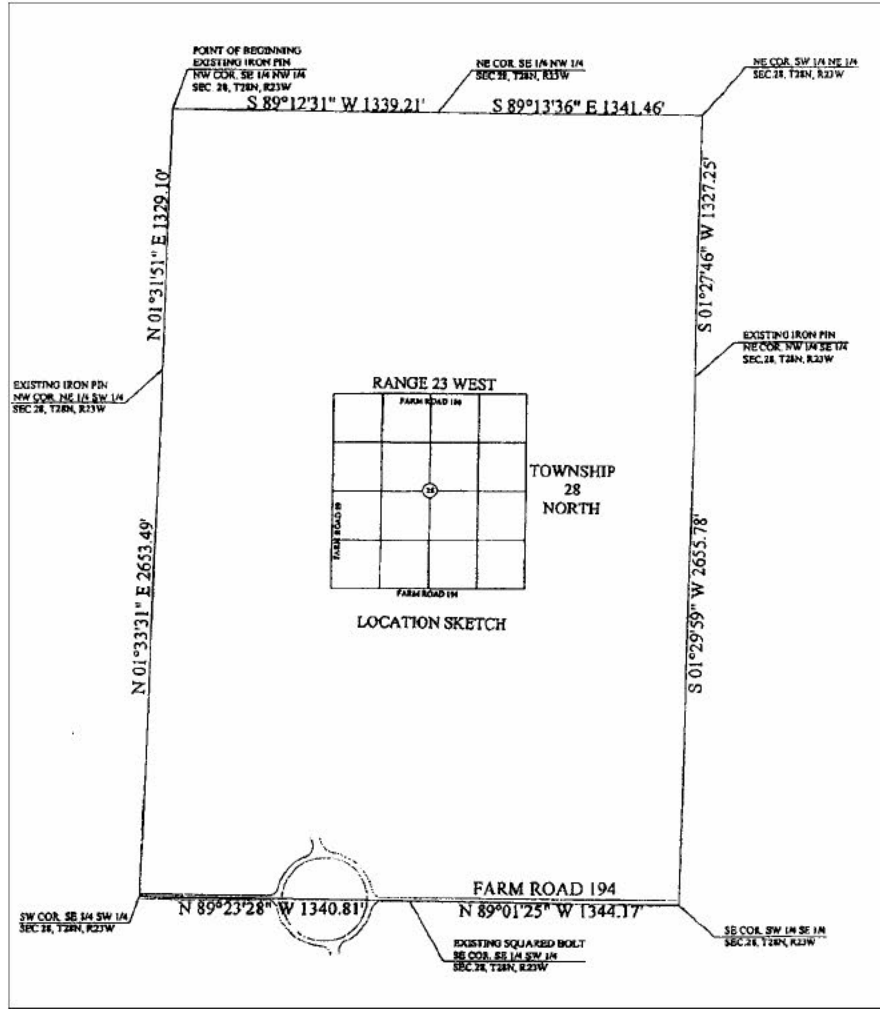 POINT OF BEGINNING
EXISTING IRON PIN
NW COR. SE 1/4 NW 1/4
SEC. 28, T28N, R23W
NE COR. SE 1/4 NW 1/4
SEC. 28, T28N, R23W
NE COR. SW 1/4 NE 1/4
SEC. 28, T28N, R23W
S 89°12'31" W 1339.21'
S 89°13'36" E 1341.46'
N 01°31'51" E 1329.10'
S 01°27'46" W 1327.25'
EXISTING IRON PIN
NE COR. NW 1/4 SE 1/4
SEC. 28, T28N, R23W
EXISTING IRON PIN
NW COR. NE 1/4 SW 1/4
SEC 28, T28N, R23W
RANGE 23 WEST
FARM ROAD 186
28
TOWNSHIP
28
NORTH
FARM ROAD 89
FARM ROAD 194
LOCATION SKETCH
N 01°33'31" E 2653.49'
S 01°29'59" W 2655.78'
FARM ROAD 194
N 89°23'28" W 1340.81'
N 89°01'25" W 1344.17'
SW COR. SE 1/4 SW 1/4
SEC 28, T28N, R23W
EXISTING SQUARED BOLT
SE COR. SE 1/4 SW 1/4
SEC. 28, T28N, R23W
SE COR. SW 1/4 SE 1/4
SEC. 28, T28N, R23W